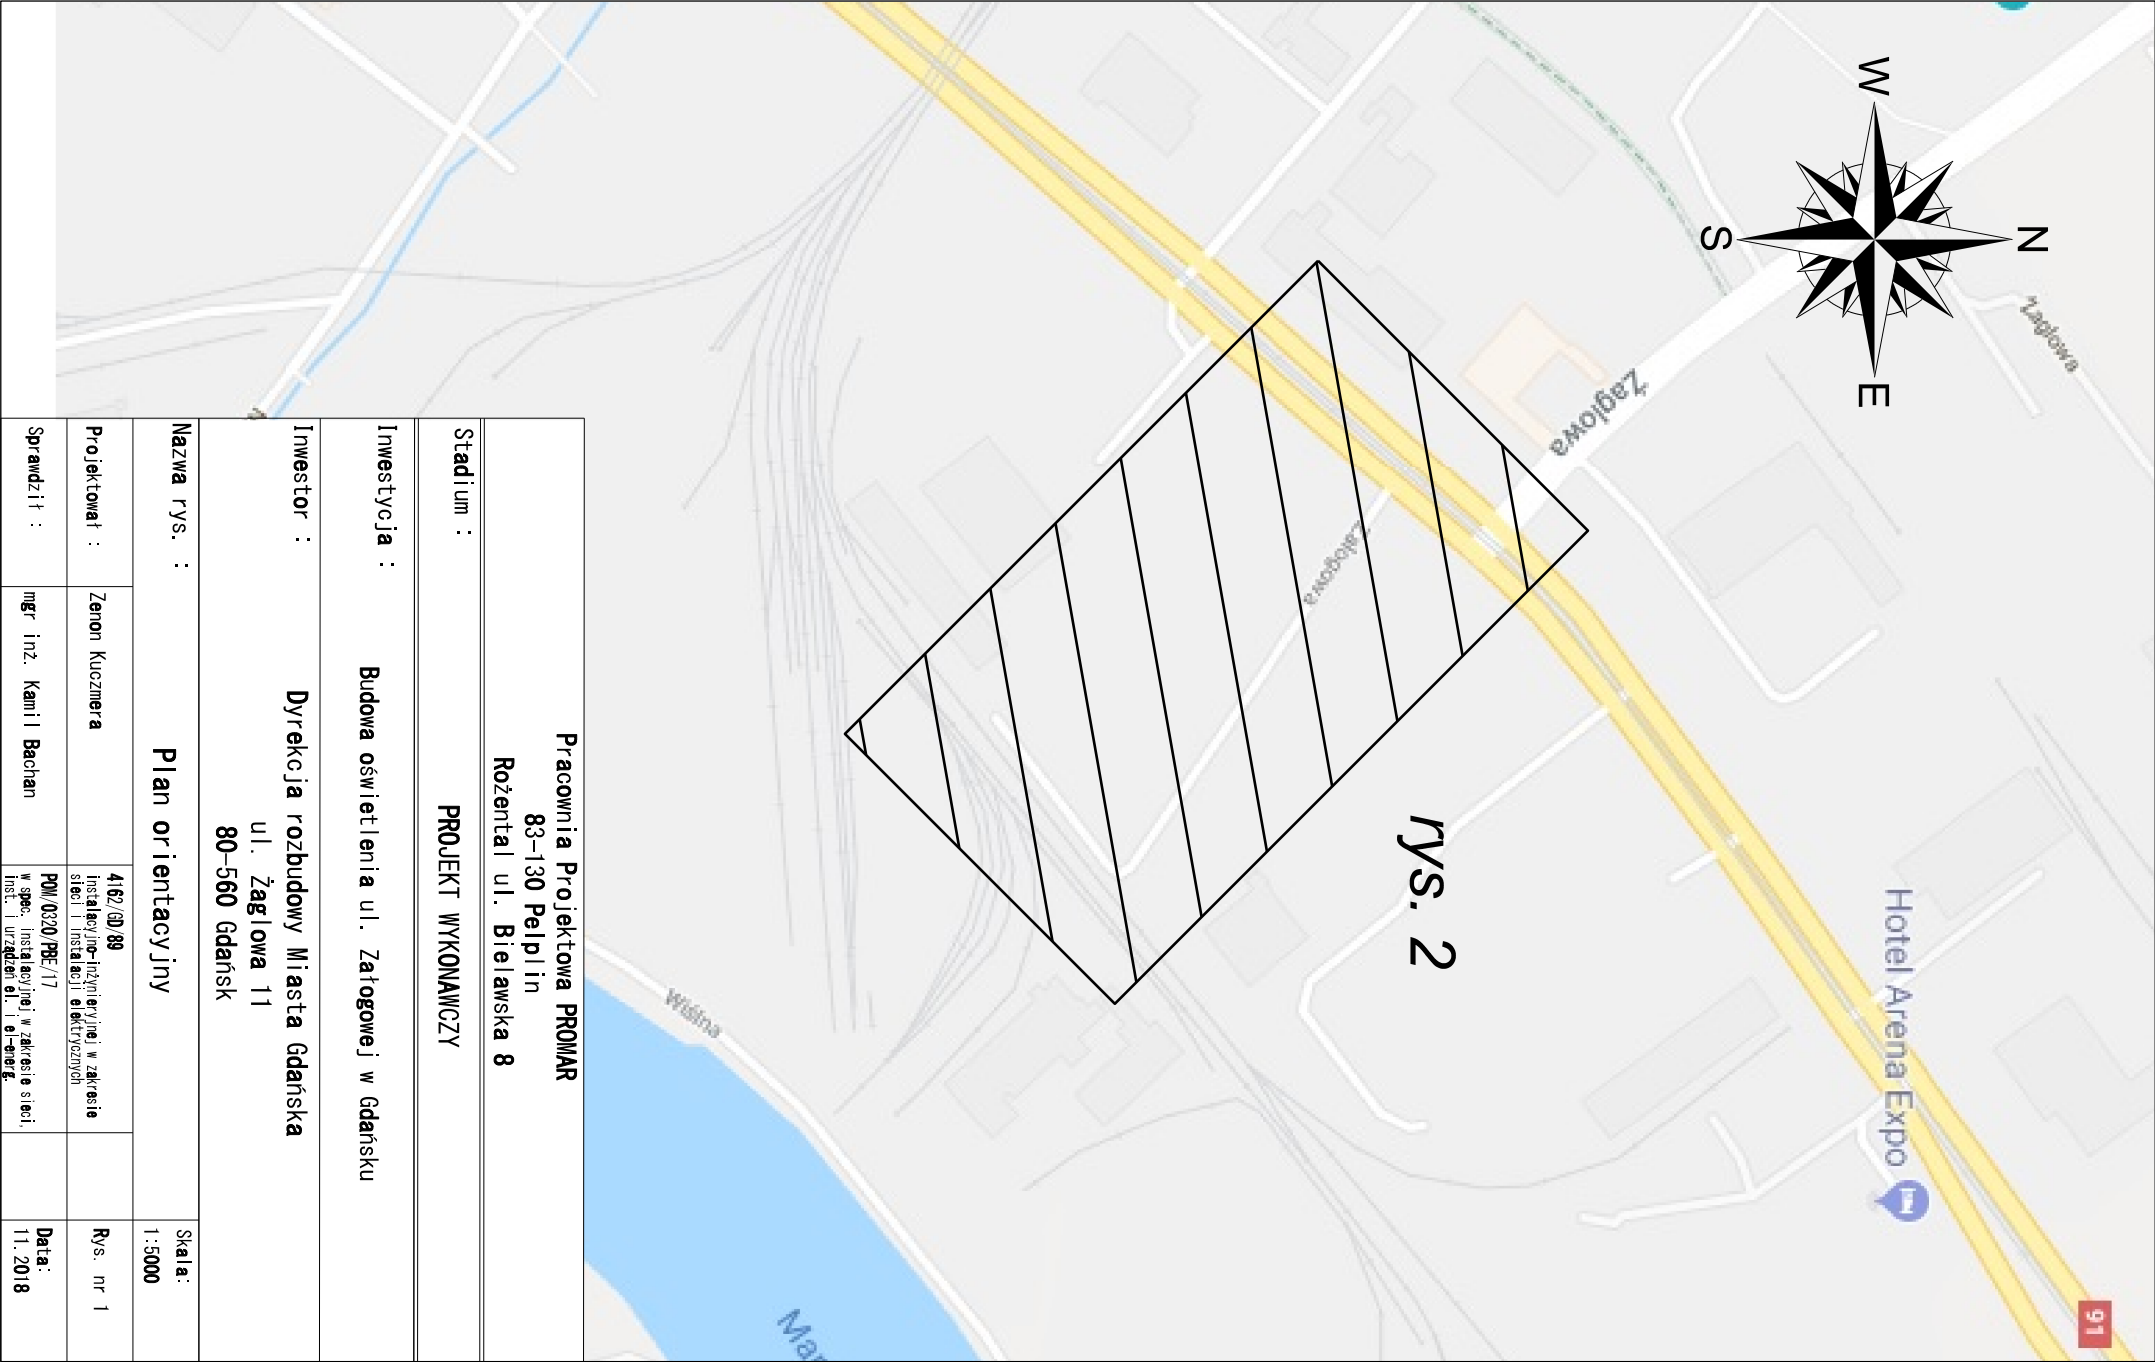 W
N
S
E
Żagłowa
Żaglowa
Załogowa
rys. 2
Hotel Arena Expo
91
Wiślna
Mar
Pracownia Projektowa PROMAR
83-130 Pelplin
Rożental ul. Bielawska 8
Stadium :
PROJEKT WYKONAWCZY
Inwestycja :
Budowa oświetlenia ul. Załogowej w Gdańsku
Inwestor :
Dyrekcja rozbudowy Miasta Gdańska
ul. Żaglowa 11
80-560 Gdańsk
Nazwa rys. :
Plan orientacyjny
Skala:
1:5000
Projektował :
Zenon Kuczmera
4162/GD/89
instalacyjno-inżynieryjnej w zakresie
sieci i instalacji elektrycznych
Rys. nr 1
Sprawdził :
mgr inż. Kamil Bachan
POM/0320/PBE/17
w spec. instalacyjnej w zakresie sieci,
inst. i urządzeń el. i el-energ.
Data:
11.2018